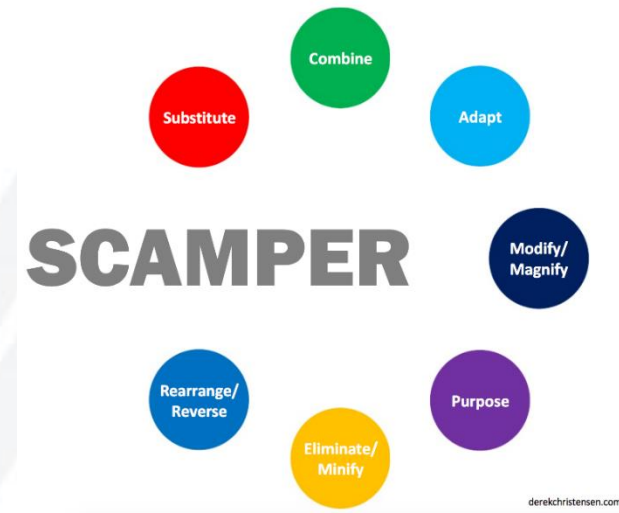 Combine
Substitute
Adapt
SCAMPER
Modify/
Magnify
Rearrange/
Reverse
Purpose
Eliminate/
Minify
derekchristensen.com